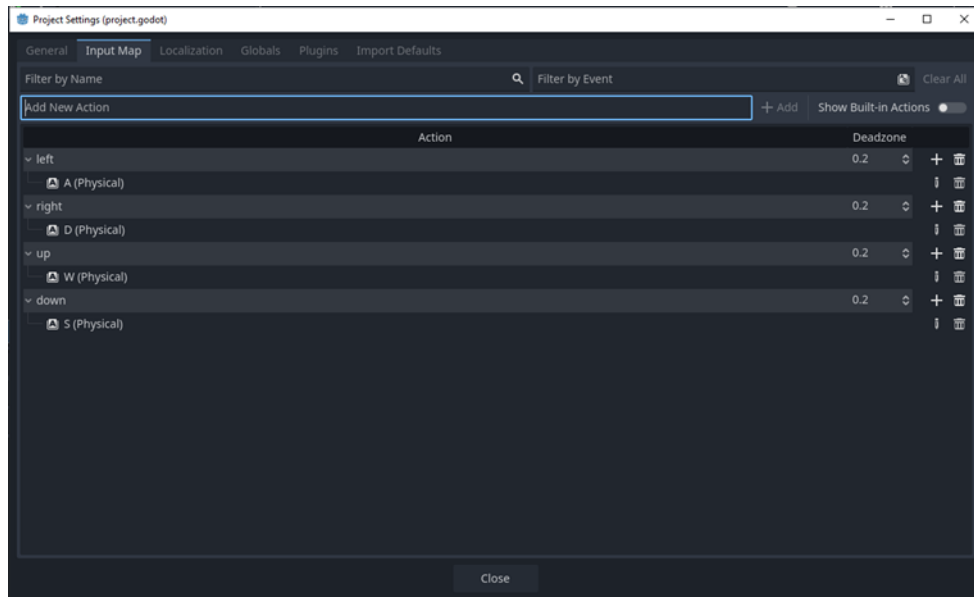 Project Settings (project.godot)
General Input Map Localization Globals Plugins Import Defaults
Filter by Name Filter by Event Clear All
Add New Action + Add Show Built-in Actions
Action Deadzone
left 0.2
A (Physical)
right 0.2
D (Physical)
up 0.2
W (Physical)
down 0.2
S (Physical)
Close